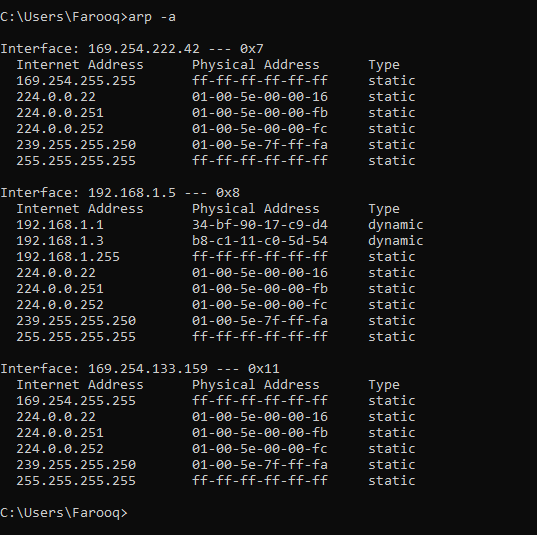 C:\Users\Farooq>arp -a
Interface: 169.254.222.42 --- 0x7
Internet Address Physical Address Type
169.254.255.255 ff-ff-ff-ff-ff-ff static
224.0.0.22 01-00-5e-00-00-16 static
224.0.0.251 01-00-5e-00-00-fb static
224.0.0.252 01-00-5e-00-00-fc static
239.255.255.250 01-00-5e-7f-ff-fa static
255.255.255.255 ff-ff-ff-ff-ff-ff static
Interface: 192.168.1.5 --- 0x8
Internet Address Physical Address Type
192.168.1.1 34-bf-90-17-c9-d4 dynamic
192.168.1.3 b8-c1-11-c0-5d-54 dynamic
192.168.1.255 ff-ff-ff-ff-ff-ff static
224.0.0.22 01-00-5e-00-00-16 static
224.0.0.251 01-00-5e-00-00-fb static
224.0.0.252 01-00-5e-00-00-fc static
239.255.255.250 01-00-5e-7f-ff-fa static
255.255.255.255 ff-ff-ff-ff-ff-ff static
Interface: 169.254.133.159 --- 0x11
Internet Address Physical Address Type
169.254.255.255 ff-ff-ff-ff-ff-ff static
224.0.0.22 01-00-5e-00-00-16 static
224.0.0.251 01-00-5e-00-00-fb static
224.0.0.252 01-00-5e-00-00-fc static
239.255.255.250 01-00-5e-7f-ff-fa static
255.255.255.255 ff-ff-ff-ff-ff-ff static
C:\Users\Farooq>